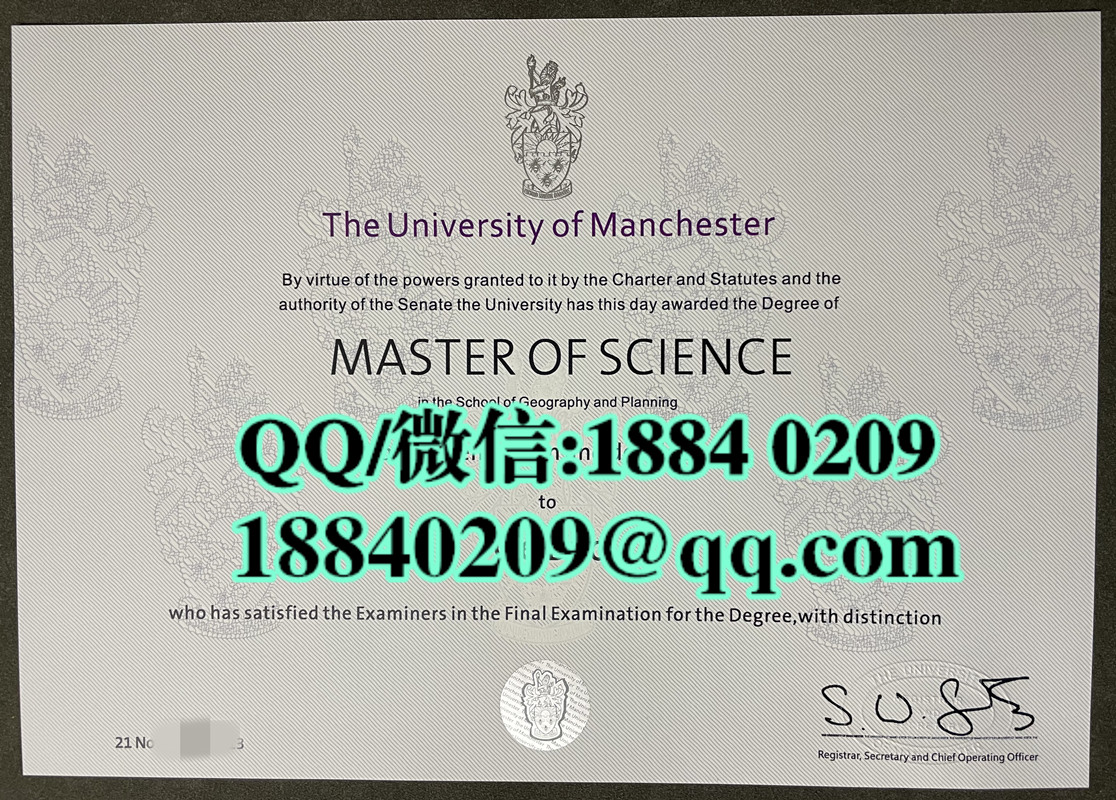 The University of Manchester
By virtue of the powers granted to it by the Charter and Statutes and the
authority of the Senate the University has this day awarded the Degree of
MASTER OF SCIENCE
in the School of Geography and Planning
QQ/微信:1884 0209
to
18840209@qq.com
who has satisfied the Examiners in the Final Examination for the Degree,with distinction
THE UNIVERSITY
S.
21
Registrar, Secretary and Chief Operating Officer